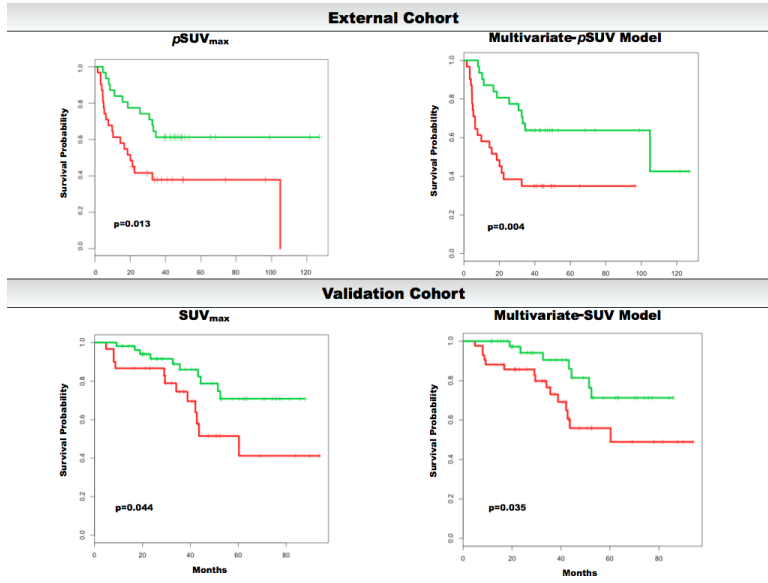 External Cohort
pSUVmax
Multivariate-pSUV Model
Survival Probability
1.0
0.8
0.6
0.4
0.2
0.0
p=0.013
0 20 40 60 80 100 120
Survival Probability
1.0
0.8
0.6
0.4
0.2
0.0
p=0.004
0 20 40 60 80 100 120
Validation Cohort
SUVmax
Multivariate-SUV Model
Survival Probability
1.0
0.8
0.6
0.4
0.2
0.0
p=0.044
0 20 40 60 80
Months
Survival Probability
1.0
0.8
0.6
0.4
0.2
0.0
p=0.035
0 20 40 60 80
Months